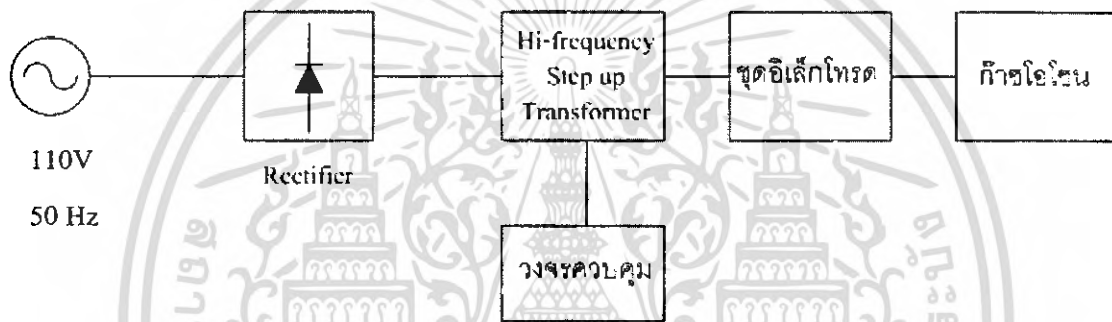 Hi-frequency
Step up
Transformer
ชุดอิเล็กโทรด
ก๊าซโอโซน
110V
50 Hz
Rectifier
วงจรควบคุม